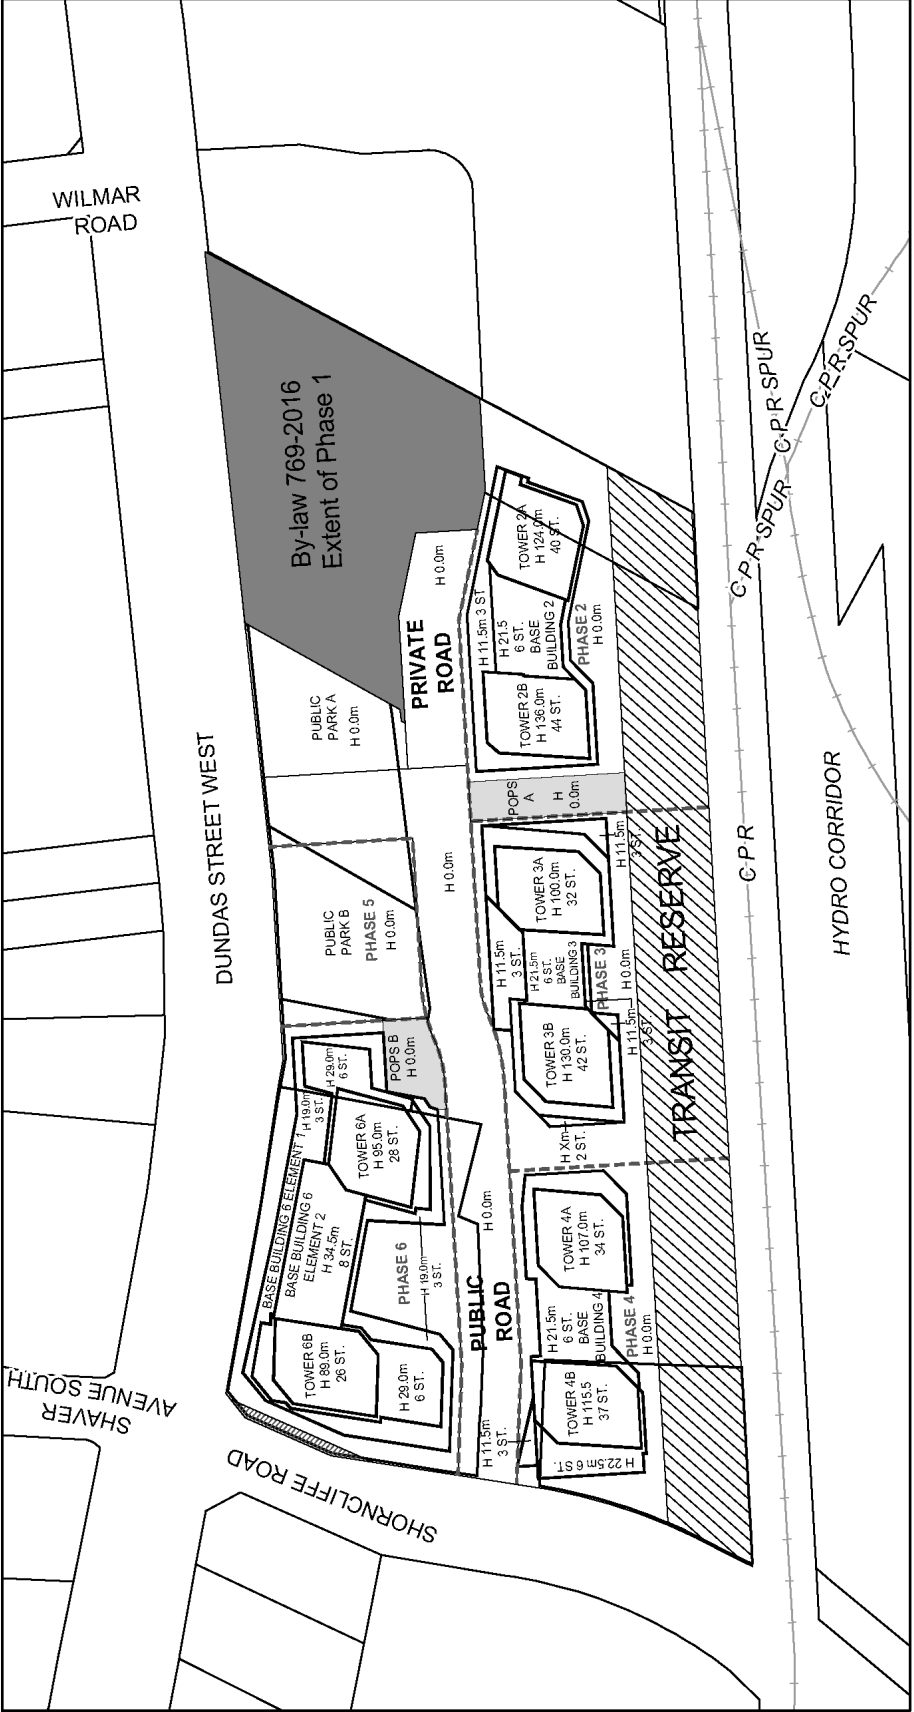 WILMAR
ROAD
By-law 769-2016
Extent of Phase 1
DUNDAS STREET WEST
PUBLIC
PARK A
H 0.0m
PRIVATE
ROAD
H 0.0m
TOWER 2A
H 124.0m
40 ST.
H 11.5m 3 ST
H 21.5
6 ST.
BASE
BUILDING 2
PHASE 2
H 0.0m
TOWER 2B
H 136.0m
44 ST.
POPS
A
H
0.0m
PUBLIC
PARK B
PHASE 5
H 0.0m
H 0.0m
TOWER 3A
H 100.0m
32 ST.
H 11.5m
3 ST.
H 11.5m
3 ST.
H 21.5m
6 ST.
BASE
BUILDING 3
PHASE 3
H 0.0m
TOWER 3B
H 130.0m
42 ST.
H 11.5m
3 ST.
H Xm
2 ST.
POPS B
H 0.0m
H 29.0m
6 ST.
H 19.0m
3 ST.
TOWER 6A
H 95.0m
28 ST.
BASE BUILDING 6 ELEMENT 1
BASE BUILDING 6
ELEMENT 2
H 34.5m
8 ST.
PHASE 6
H 19.0m
3 ST.
TOWER 6B
H 89.0m
26 ST.
H 29.0m
6 ST.
PUBLIC
ROAD
H 0.0m
TOWER 4A
H 107.0m
34 ST.
H 21.5m
6 ST.
BASE
BUILDING 4
PHASE 4
H 0.0m
TOWER 4B
H 115.5
37 ST.
H 11.5m
3 ST.
H 22.5m 6 ST.
TRANSIT RESERVE
C P R
C P R SPUR
C P R SPUR
C P R SPUR
HYDRO CORRIDOR
SHAVER
AVENUE SOUTH
SHORNCLIFFE ROAD